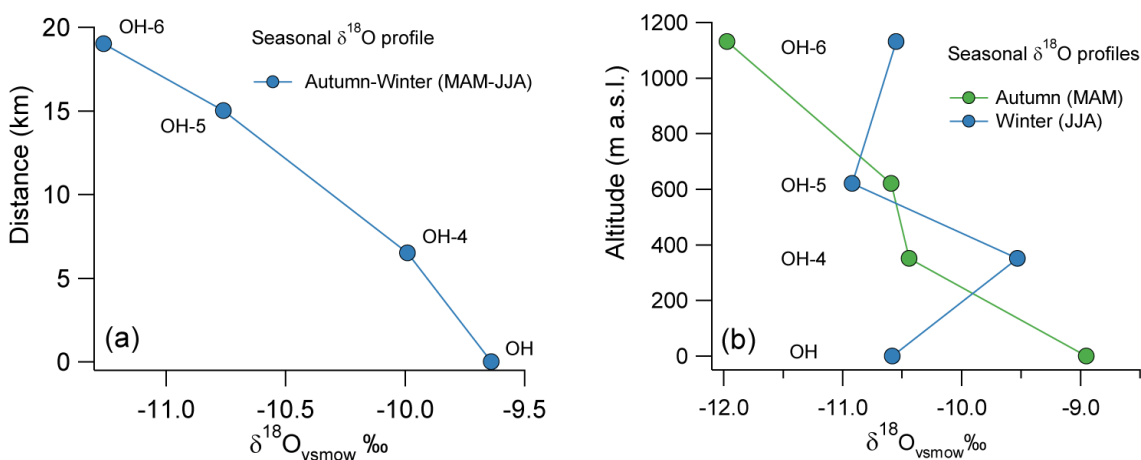 20
15
10
5
0
Distance (km)
OH-6
OH-5
OH-4
OH
Seasonal δ¹⁸O profile
Autumn-Winter (MAM-JJA)
(a)
-11.0 -10.5 -10.0 -9.5
δ¹⁸Ovsmow ‰
1200
1000
800
600
400
200
0
Altitude (m a.s.l.)
OH-6
OH-5
OH-4
OH
Seasonal δ¹⁸O profiles
Autumn (MAM)
Winter (JJA)
(b)
-12.0 -11.0 -10.0 -9.0
δ¹⁸Ovsmow‰